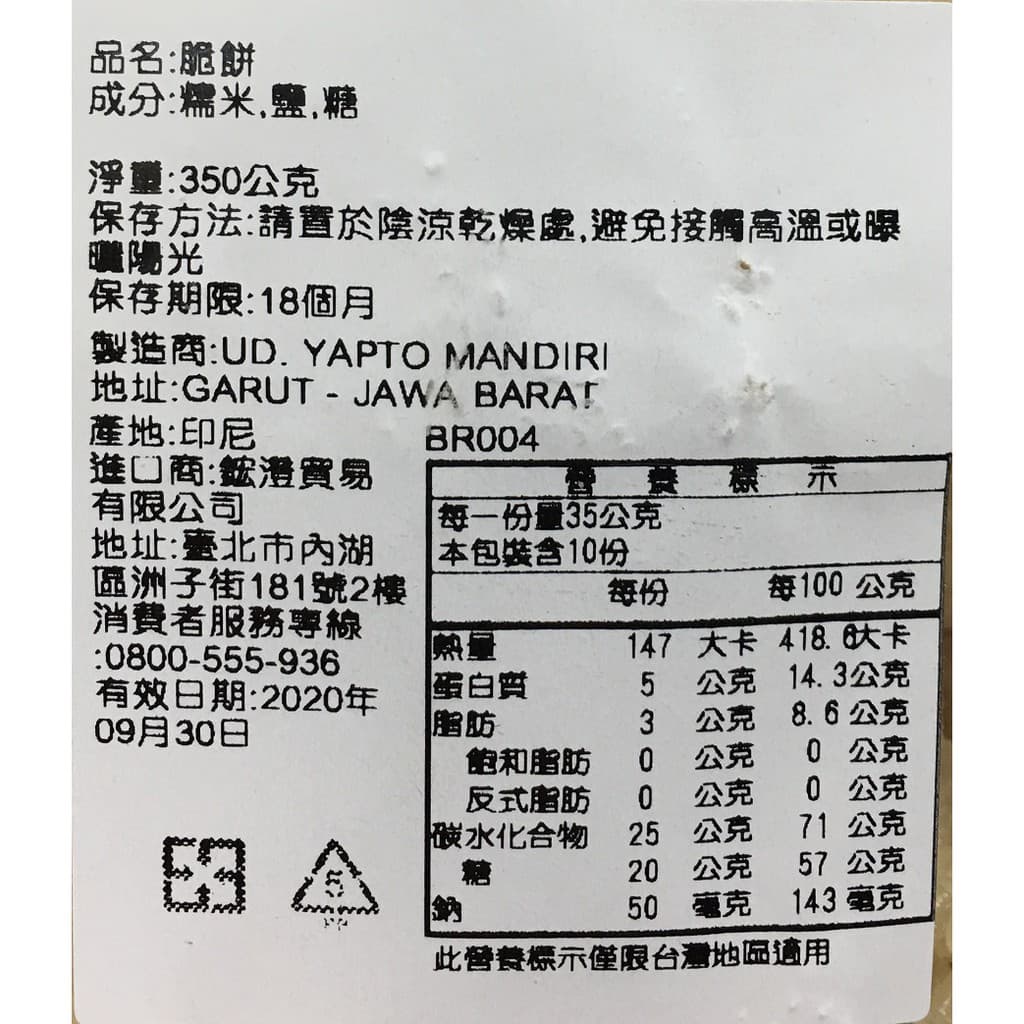 品名:脆餅
成分:糯米,鹽,糖
淨重:350公克
保存方法:請置於陰涼乾燥處,避免接觸高溫或曝
曬陽光
保存期限:18個月
製造商:UD. YAPTO MANDIRI
地址:GARUT - JAWA BARAT
產地:印尼
進口商:鋐澄貿易
有限公司
地址:臺北市內湖
區洲子街181號2樓
消費者服務專線
:0800-555-936
有效日期:2020年
09月30日
5
PP
BR004
營養標示
每一份量35公克
本包裝含10份
每份 每100 公克
熱量 147 大卡 418.6大卡
蛋白質 5 公克 14.3公克
脂肪 3 公克 8.6 公克
飽和脂肪 0 公克 0 公克
反式脂肪 0 公克 0 公克
碳水化合物 25 公克 71 公克
糖 20 公克 57 公克
鈉 50 毫克 143 毫克
此營養標示僅限台灣地區適用